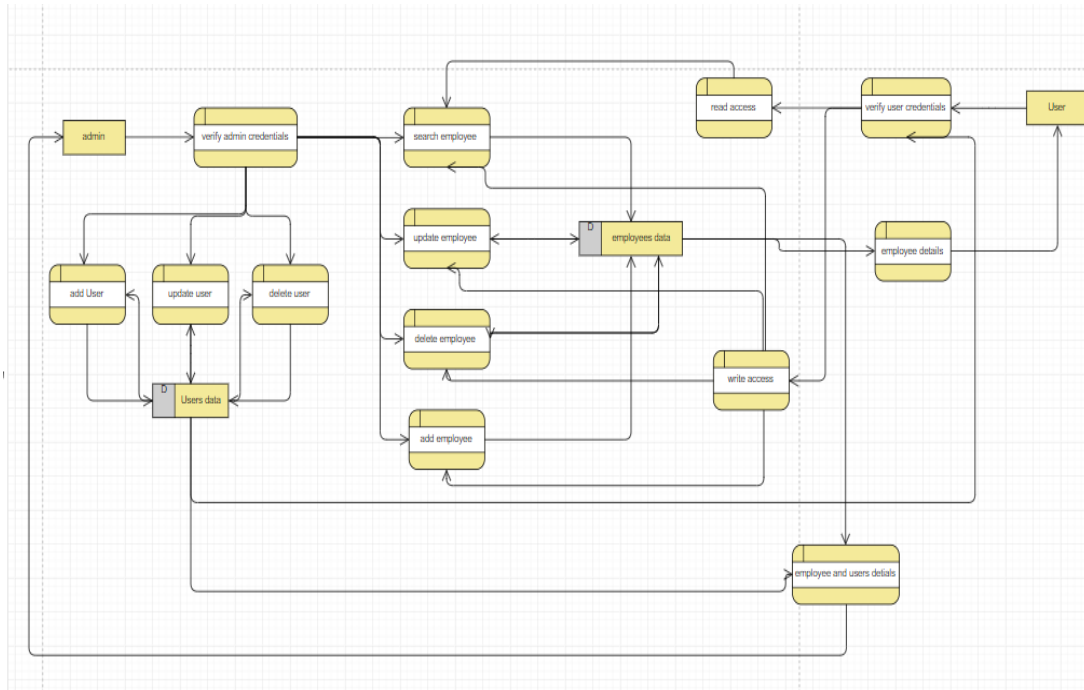 read access
verify user credentials
User
admin
verify admin credentials
search employee
update employee
D
employees data
employee details
add User
update user
delete user
delete employee
write access
D
Users data
add employee
employee and users detials